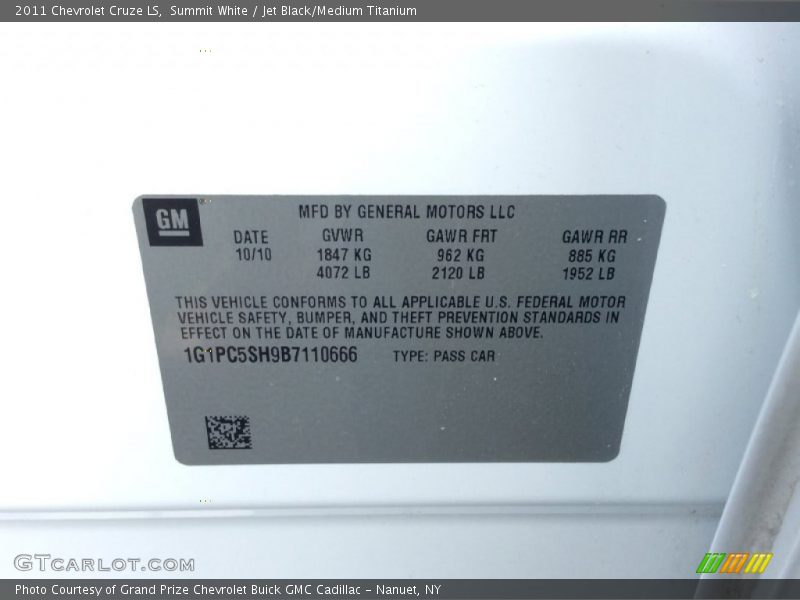 2011 Chevrolet Cruze LS,  Summit White / Jet Black/Medium Titanium
GM
MFD BY GENERAL MOTORS LLC
DATE GVWR GAWR FRT GAWR RR
10/10 1847 KG 962 KG 885 KG
4072 LB 2120 LB 1952 LB
THIS VEHICLE CONFORMS TO ALL APPLICABLE U.S. FEDERAL MOTOR
VEHICLE SAFETY, BUMPER, AND THEFT PREVENTION STANDARDS IN
EFFECT ON THE DATE OF MANUFACTURE SHOWN ABOVE.
1G1PC5SH9B7110666 TYPE: PASS CAR
GTCARLOT.COM
Photo Courtesy of Grand Prize Chevrolet Buick GMC Cadillac - Nanuet, NY